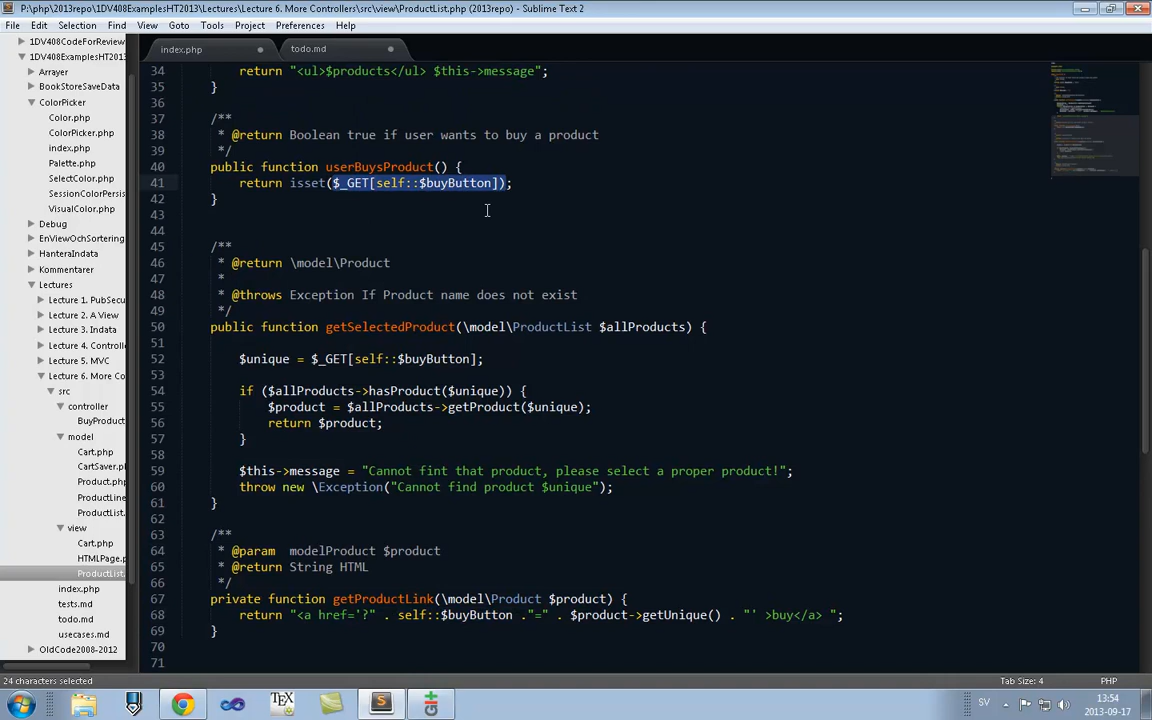 P:\php\2013repo\1DV408ExamplesHT2013\Lectures\Lecture 6. More Controllers\src\view\ProductList.php (2013repo) - Sublime Text 2
File Edit Selection Find View Goto Tools Project Preferences Help
1DV408CodeForReview
1DV408ExamplesHT2013
Arrayer
BookStoreSaveData
ColorPicker
Color.php
ColorPicker.php
index.php
Palette.php
SelectColor.php
SessionColorPersist
VisualColor.php
Debug
EnViewOchSortering
HanteraIndata
Kommentarer
Lectures
Lecture 1. PubSecu
Lecture 2. A View
Lecture 3. Indata
Lecture 4. Controlle
Lecture 5. MVC
Lecture 6. More Co
src
controller
BuyProduct
model
Cart.php
CartSaver.ph
Product.php
ProductLine
ProductList.
view
Cart.php
HTMLPage.p
ProductList.
index.php
tests.md
todo.md
usecases.md
OldCode2008-2012
index.php
todo.md
34 return "<ul>$products</ul> $this->message";
35 }
36
37 /**
38 * @return Boolean true if user wants to buy a product
39 */
40 public function userBuysProduct() {
41 return isset($_GET[self::$buyButton]);
42 }
43
44
45 /**
46 * @return \model\Product
47 *
48 * @throws Exception If Product name does not exist
49 */
50 public function getSelectedProduct(\model\ProductList $allProducts) {
51
52 $unique = $_GET[self::$buyButton];
53
54 if ($allProducts->hasProduct($unique)) {
55 $product = $allProducts->getProduct($unique);
56 return $product;
57 }
58
59 $this->message = "Cannot fint that product, please select a proper product!";
60 throw new \Exception("Cannot find product $unique");
61 }
62
63 /**
64 * @param modelProduct $product
65 * @return String HTML
66 */
67 private function getProductLink(\model\Product $product) {
68 return "<a href='?" . self::$buyButton ."=" . $product->getUnique() . "' >buy</a> ";
69 }
70
71
24 characters selected
Tab Size: 4
PHP
SV
13:54
2013-09-17